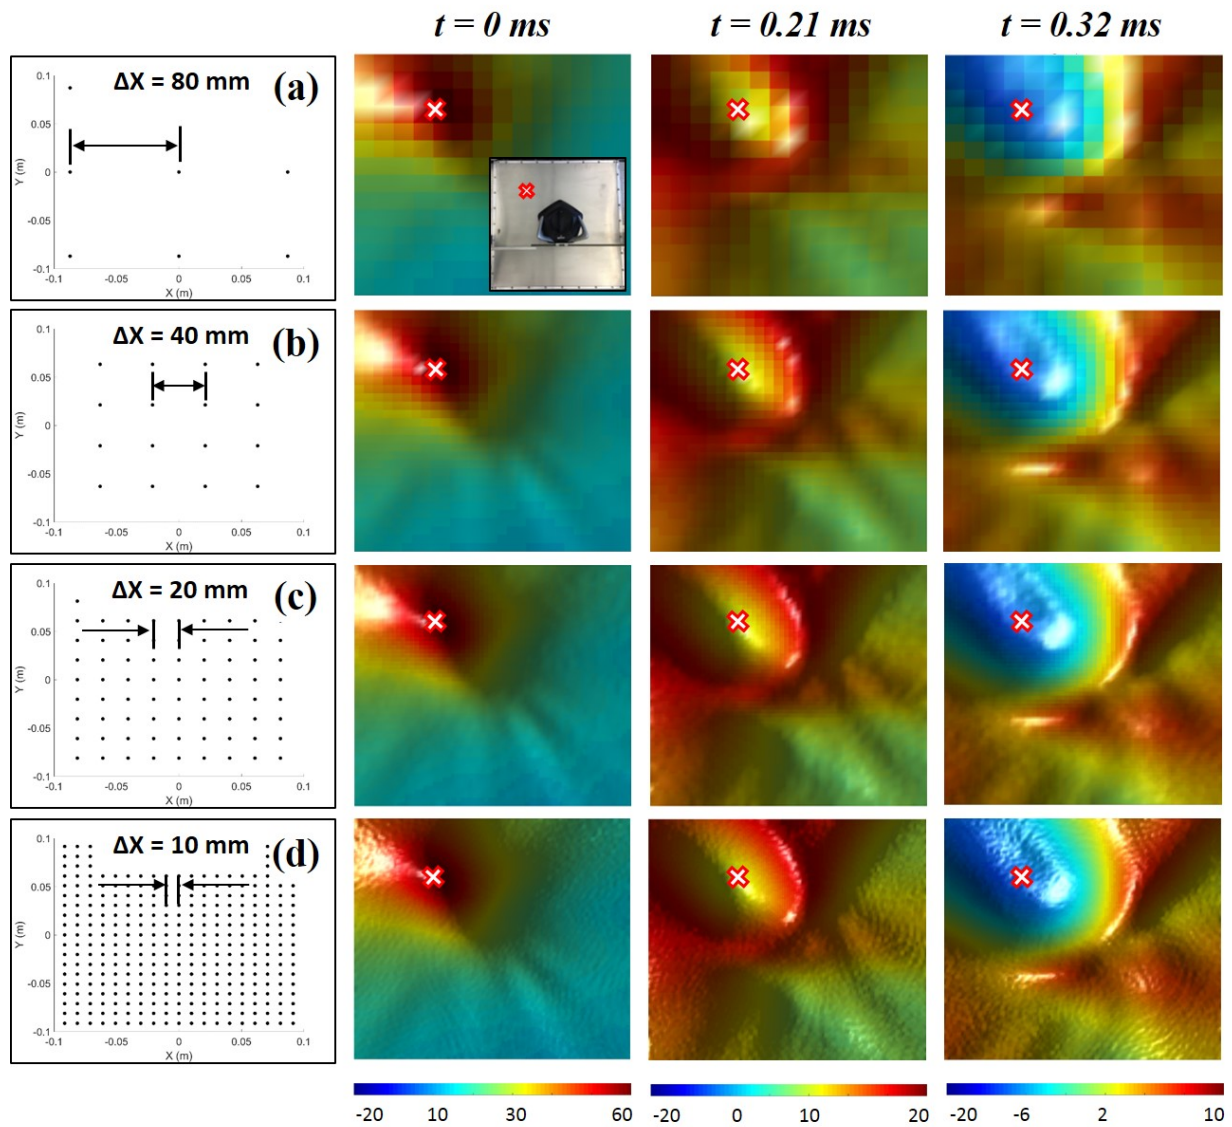 t = 0 ms
t = 0.21 ms
t = 0.32 ms
ΔX = 80 mm
(a)
0.1
0.05
0
-0.05
-0.1
Y (m)
-0.1
-0.05
0
0.05
0.1
X (m)
ΔX = 40 mm
(b)
0.1
0.05
0
-0.05
-0.1
Y (m)
-0.1
-0.05
0
0.05
0.1
X (m)
ΔX = 20 mm
(c)
0.1
0.05
0
-0.05
-0.1
Y (m)
-0.1
-0.05
0
0.05
0.1
X (m)
ΔX = 10 mm
(d)
0.1
0.05
0
-0.05
-0.1
Y (m)
-0.1
-0.05
0
0.05
0.1
X (m)
-20 10 30 60
-20 0 10 20
-20 -6 2 10